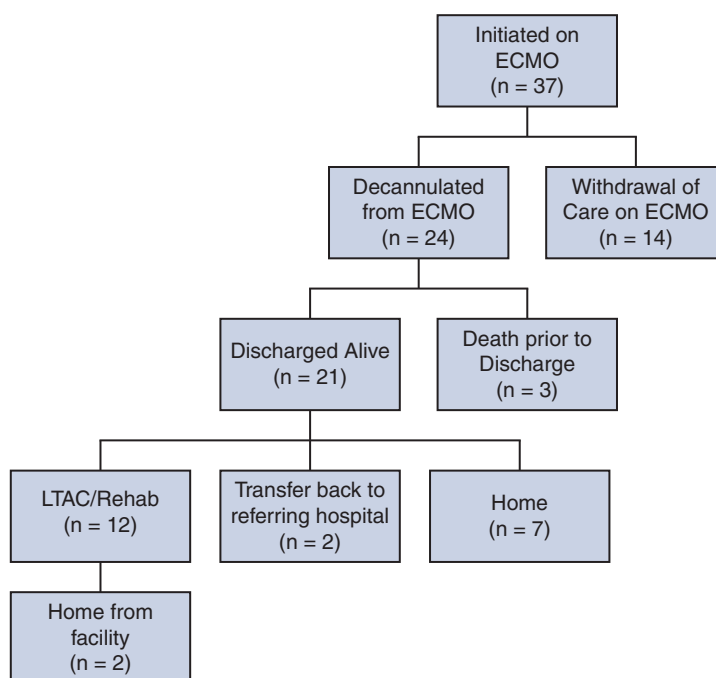 Initiated on
ECMO
(n = 37)
Decannulated
from ECMO
(n = 24)
Withdrawal of
Care on ECMO
(n = 14)
Discharged Alive
(n = 21)
Death prior to
Discharge
(n = 3)
LTAC/Rehab
(n = 12)
Transfer back to
referring hospital
(n = 2)
Home
(n = 7)
Home from
facility
(n = 2)